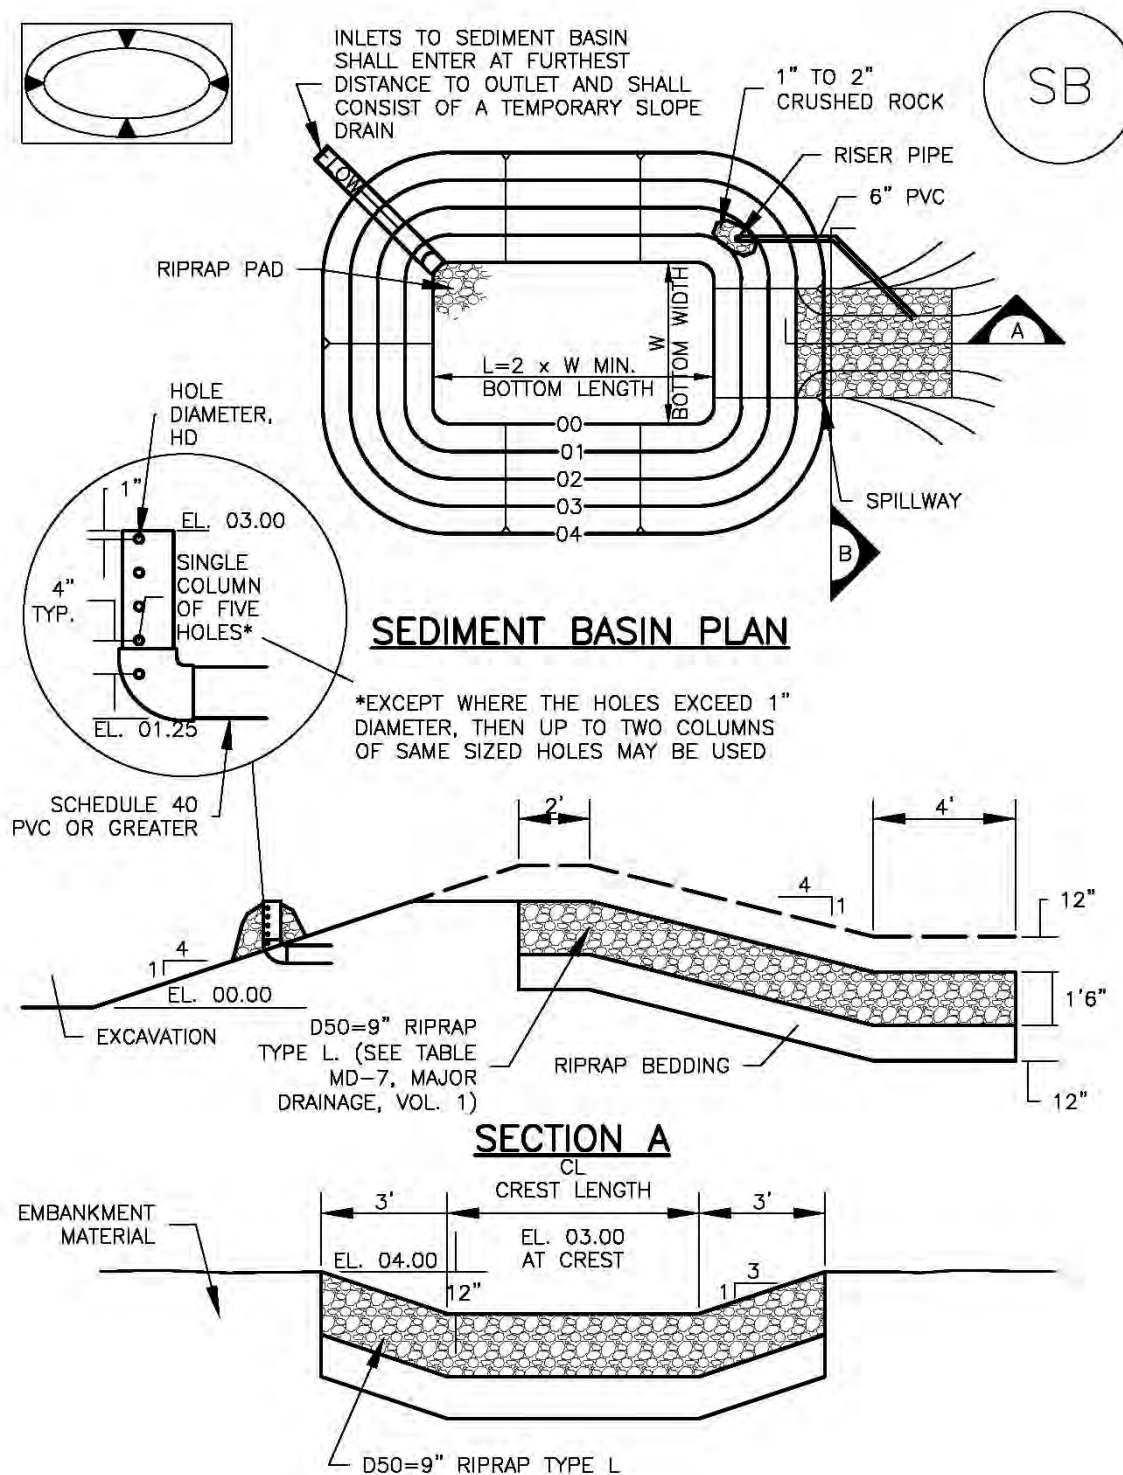 INLETS TO SEDIMENT BASIN
SHALL ENTER AT FURTHEST
DISTANCE TO OUTLET AND SHALL
CONSIST OF A TEMPORARY SLOPE
DRAIN
1" TO 2"
CRUSHED ROCK
SB
FLOW
RISER PIPE
6" PVC
RIPRAP PAD
W
BOTTOM WIDTH
A
L=2 x W MIN.
BOTTOM LENGTH
00
01
02
03
04
SPILLWAY
B
HOLE
DIAMETER,
HD
1"
EL. 03.00
SINGLE
COLUMN
OF FIVE
HOLES*
4"
TYP.
EL. 01.25
SEDIMENT BASIN PLAN
*EXCEPT WHERE THE HOLES EXCEED 1"
DIAMETER, THEN UP TO TWO COLUMNS
OF SAME SIZED HOLES MAY BE USED
SCHEDULE 40
PVC OR GREATER
2'
4'
4
1
12"
4
1
EL. 00.00
1'6"
EXCAVATION
D50=9" RIPRAP
TYPE L. (SEE TABLE
MD-7, MAJOR
DRAINAGE, VOL. 1)
RIPRAP BEDDING
12"
SECTION A
CL
CREST LENGTH
3'
3'
EMBANKMENT
MATERIAL
EL. 04.00
EL. 03.00
AT CREST
12"
3
1
D50=9" RIPRAP TYPE L